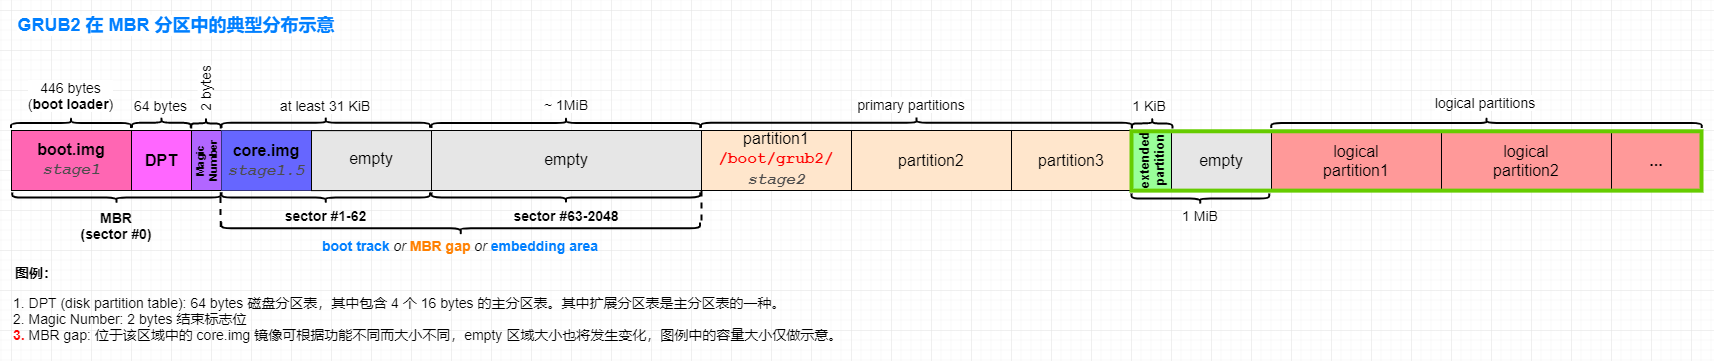 GRUB2 在 MBR 分区中的典型分布示意
446 bytes
(boot loader)
64 bytes
2 bytes
at least 31 KiB
~ 1MiB
primary partitions
1 KiB
logical partitions
boot.img
stage1
DPT
Magic
Number
core.img
stage1.5
empty
empty
partition1
/boot/grub2/
stage2
partition2
partition3
extended
partition
empty
logical
partition1
logical
partition2
...
MBR
(sector #0)
sector #1-62
sector #63-2048
1 MiB
boot track or MBR gap or embedding area
图例：
1. DPT (disk partition table): 64 bytes 磁盘分区表，其中包含 4 个 16 bytes 的主分区表。其中扩展分区表是主分区表的一种。
2. Magic Number: 2 bytes 结束标志位
3. MBR gap: 位于该区域中的 core.img 镜像可根据功能不同而大小不同，empty 区域大小也将发生变化，图例中的容量大小仅做示意。